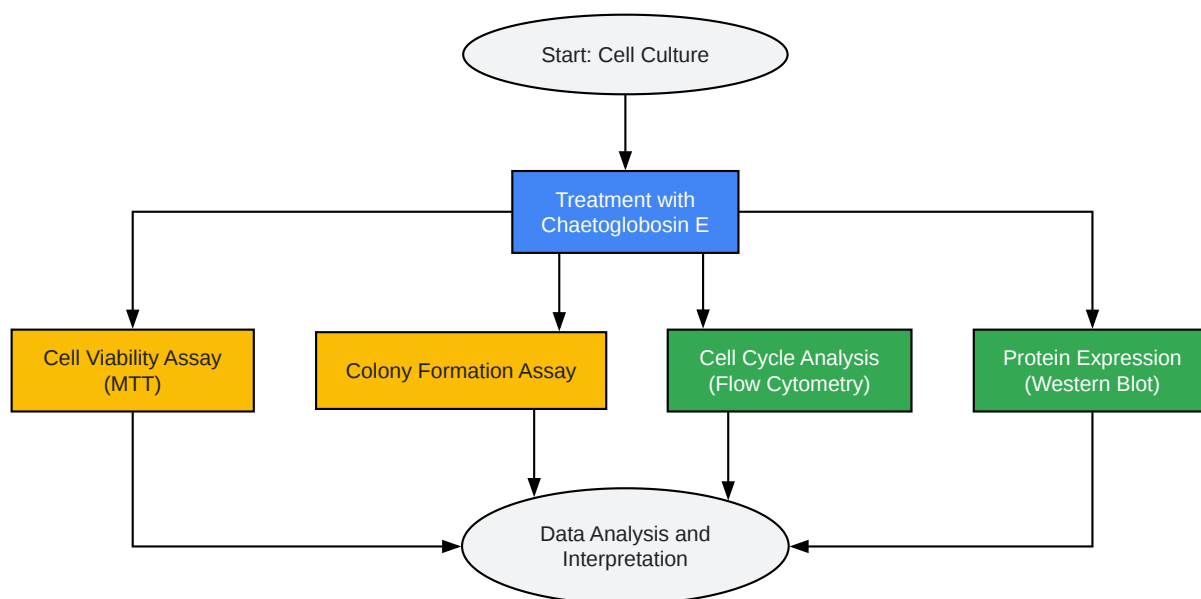 Start: Cell Culture
Treatment with
Chaetoglobosin E
Cell Viability Assay
(MTT)
Colony Formation Assay
Cell Cycle Analysis
(Flow Cytometry)
Protein Expression
(Western Blot)
Data Analysis and
Interpretation